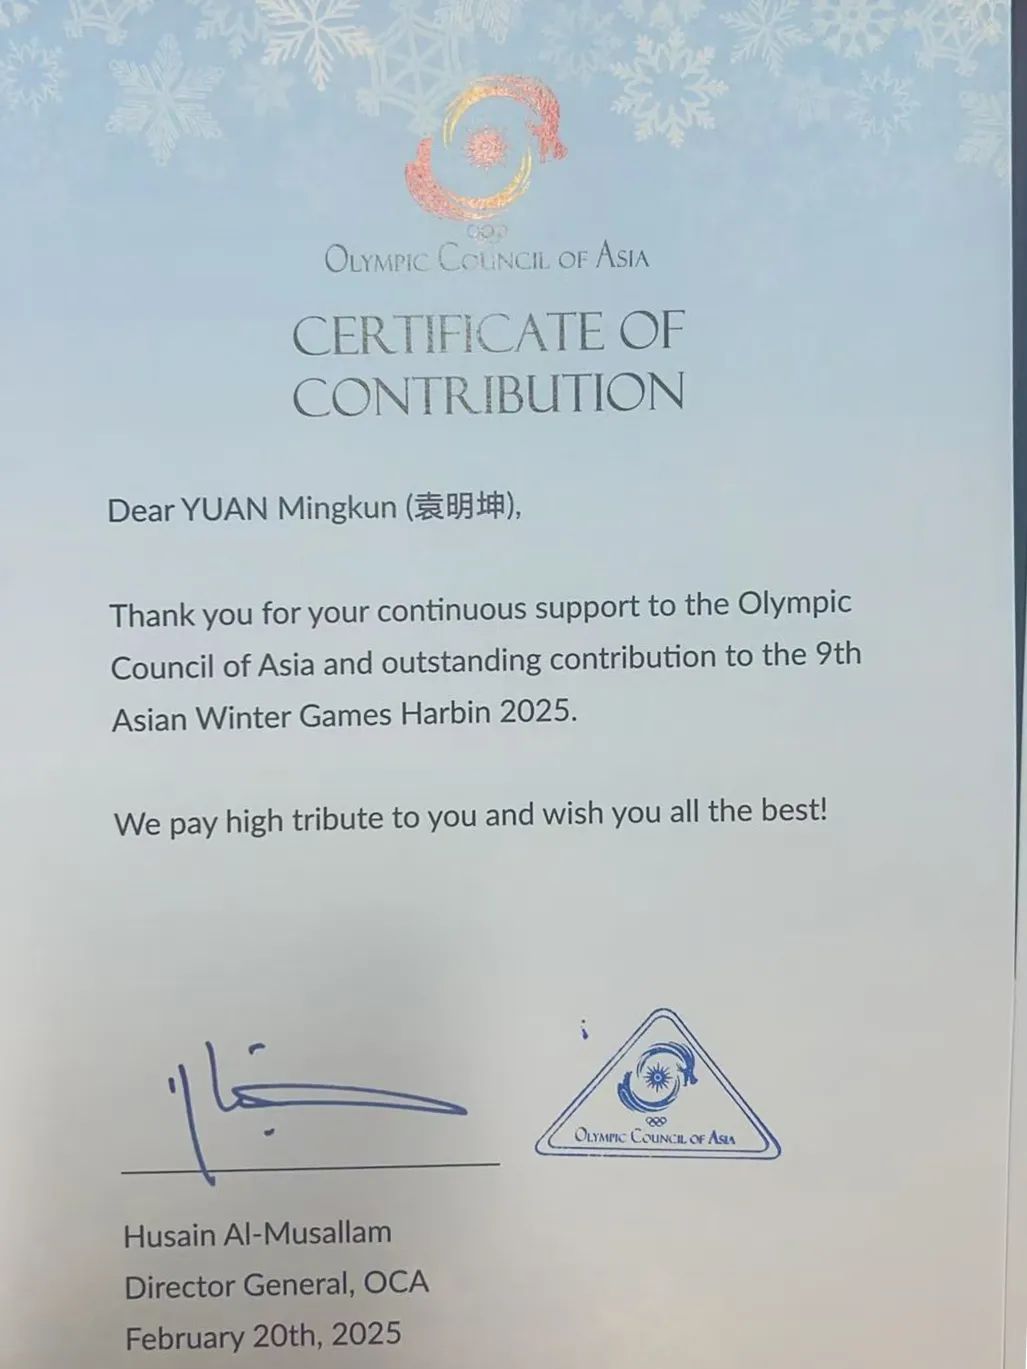 OLYMPIC COUNCIL OF ASIA
CERTIFICATE OF
CONTRIBUTION
Dear YUAN Mingkun (袁明坤),
Thank you for your continuous support to the Olympic
Council of Asia and outstanding contribution to the 9th
Asian Winter Games Harbin 2025.
We pay high tribute to you and wish you all the best!
OLYMPIC COUNCIL OF ASIA
Husain Al-Musallam
Director General, OCA
February 20th, 2025